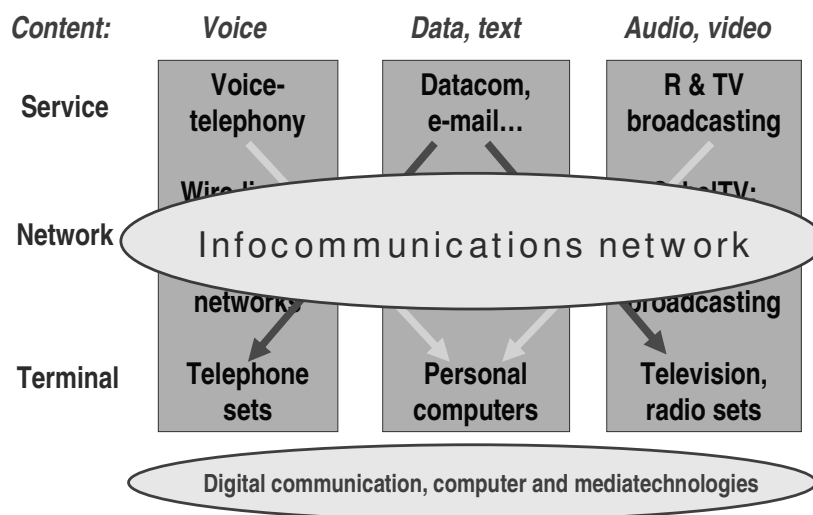 Content: Voice Data, text Audio, video
Service
Voice-
telephony
Datacom,
e-mail…
R & TV
broadcasting
Network
Infocommunications network
networks
broadcasting
Terminal
Telephone
sets
Personal
computers
Television,
radio sets
Digital communication, computer and mediatechnologies